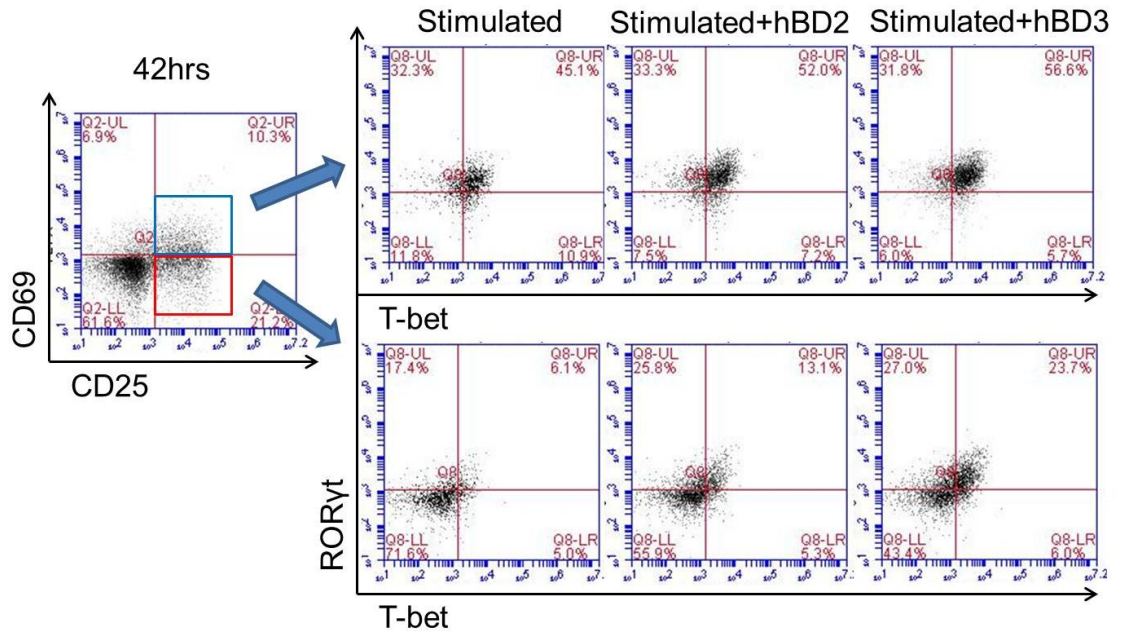 Stimulated Stimulated+hBD2 Stimulated+hBD3
42hrs
Q2-UL Q2-UR
6.9% 10.3%
Q2
Q2-LL
61.6% 21.2%
CD69
CD25
Q8-UL Q8-UR
32.3% 45.1%
Q8-LL Q8-LR
11.8% 10.9%
Q8-UL Q8-UR
33.3% 52.0%
Q8-LL Q8-LR
7.5% 7.2%
Q8-UL Q8-UR
31.8% 56.6%
Q8-LL Q8-LR
6.0% 5.7%
T-bet
Q8-UL Q8-UR
17.4% 6.1%
Q8
Q8-LL Q8-LR
71.6% 5.0%
Q8-UL Q8-UR
25.8% 13.1%
Q8
Q8-LL Q8-LR
55.9% 5.3%
Q8-UL Q8-UR
27.0% 23.7%
Q8
Q8-LL Q8-LR
43.4% 6.0%
RORγt
T-bet